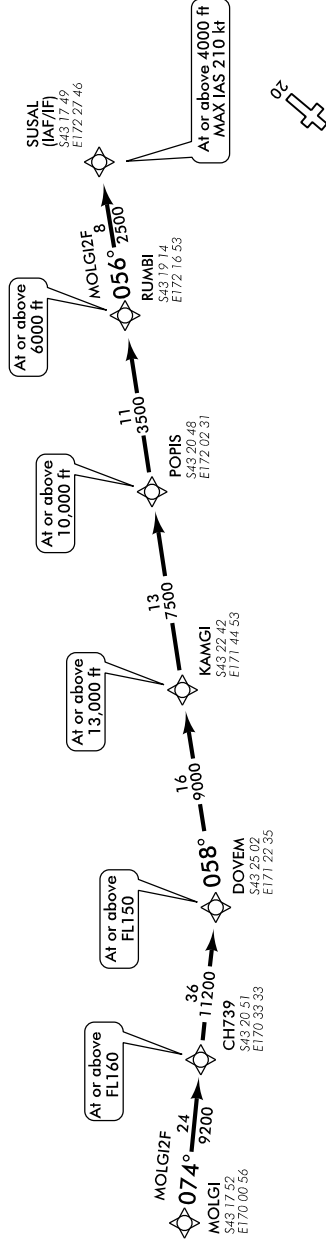 MOLGI2F
074°
MOLGI
S43 17 52
E170 00 56
24
9200
At or above
FL160
CH739
S43 20 51
E170 33 33
36
11200
At or above
FL150
058°
DOVEM
S43 25 02
E171 22 35
16
9000
At or above
13,000 ft
KAMGI
S43 22 42
E171 44 53
13
7500
At or above
10,000 ft
POPIS
S43 20 48
E172 02 31
11
3500
At or above
6000 ft
MOLGI2F
056°
RUMBI
S43 19 14
E172 16 53
8
2500
SUSAL
(IAF/IF)
S43 17 49
E172 27 46
At or above 4000 ft
MAX IAS 210 kt
20